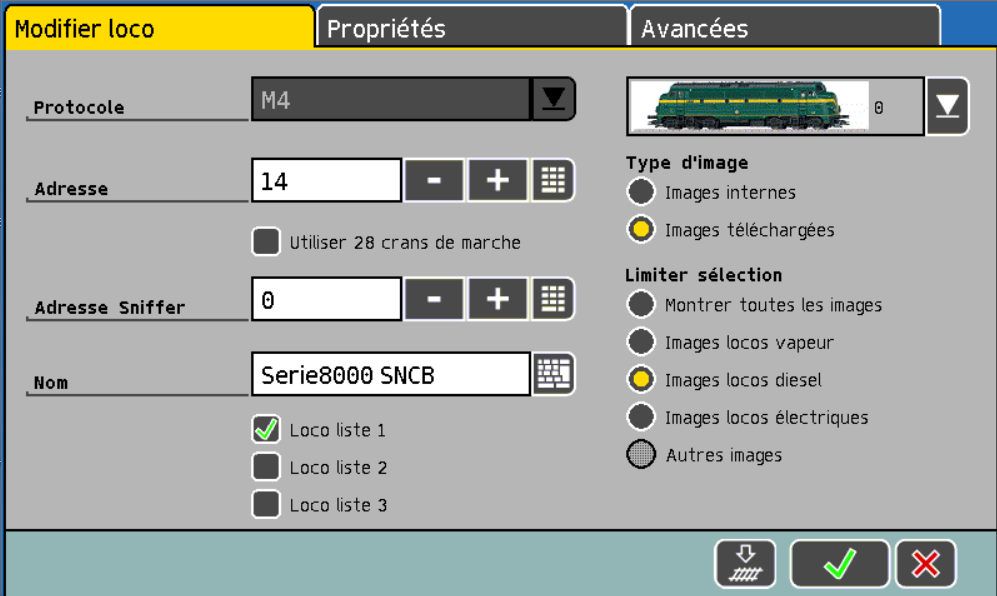 Modifier loco
Propriétés
Avancées
Protocole
M4
0
Adresse
14
- +
Utiliser 28 crans de marche
Adresse Sniffer
0
- +
Nom
Serie8000 SNCB
Loco liste 1
Loco liste 2
Loco liste 3
Type d'image
Images internes
Images téléchargées
Limiter sélection
Montrer toutes les images
Images locos vapeur
Images locos diesel
Images locos électriques
Autres images